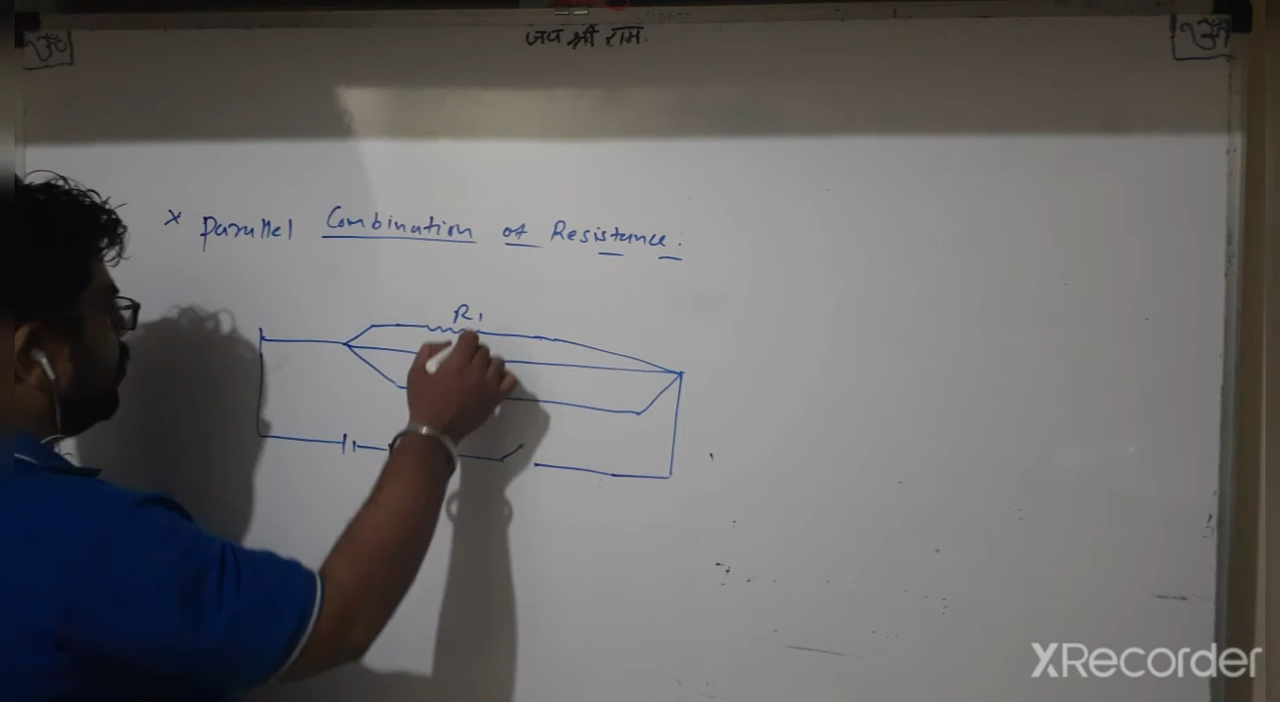 ॐ
जय श्री राम
ॐ
* Parallel Combination of Resistance:
R1
XRecorder